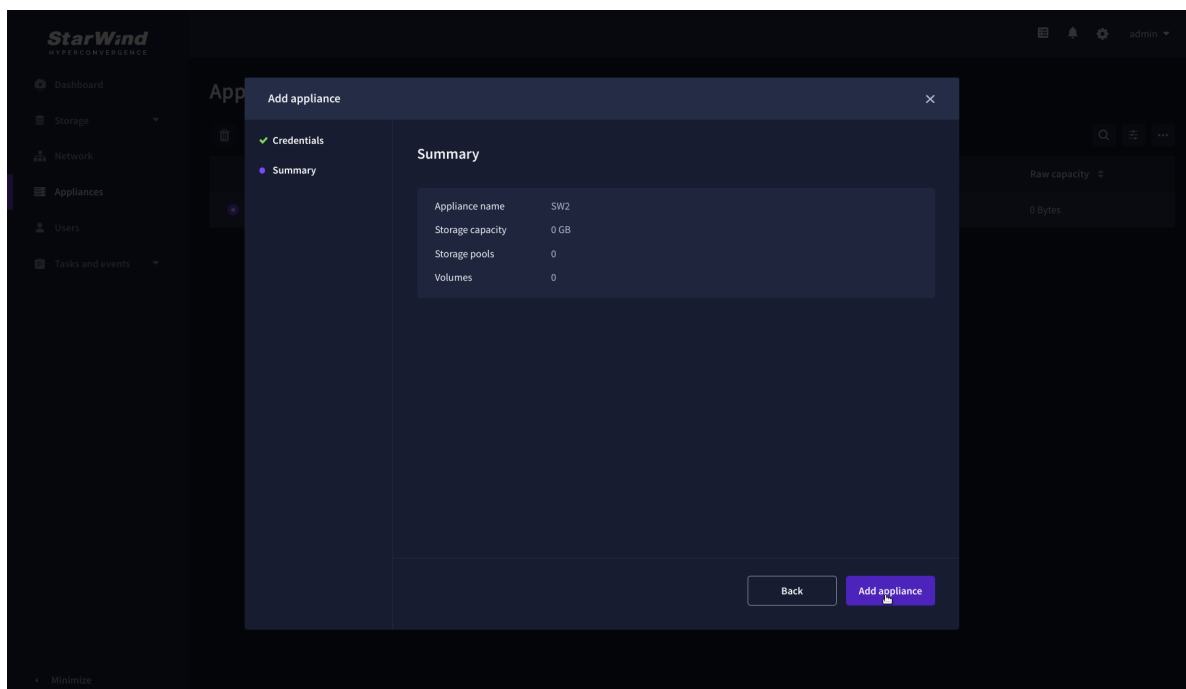 StarWind
HYPERCONVERGENCE
admin
Dashboard
Storage
Network
Appliances
Users
Tasks and events
Minimize
App
Raw capacity
0 Bytes
Add appliance
Credentials
Summary
Summary
Appliance name SW2
Storage capacity 0 GB
Storage pools 0
Volumes 0
Back
Add appliance